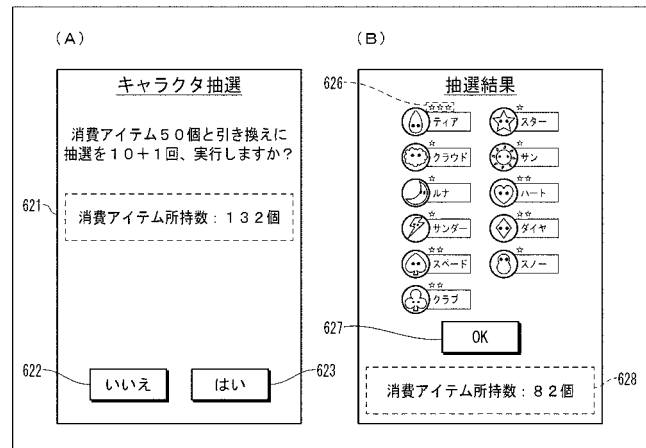 (A)
キャラクタ抽選
消費アイテム50個と引き換えに
抽選を10+1回、実行しますか?
621
消費アイテム所持数:132個
622
いいえ
はい
623
(B)
抽選結果
626
☆☆☆
ティア
☆
スター
☆
クラウド
☆
サン
☆
ルナ
☆☆
ハート
☆
サンダー
☆☆
ダイヤ
☆☆
スペード
☆
スノー
☆☆
クラブ
627
OK
消費アイテム所持数:82個
628